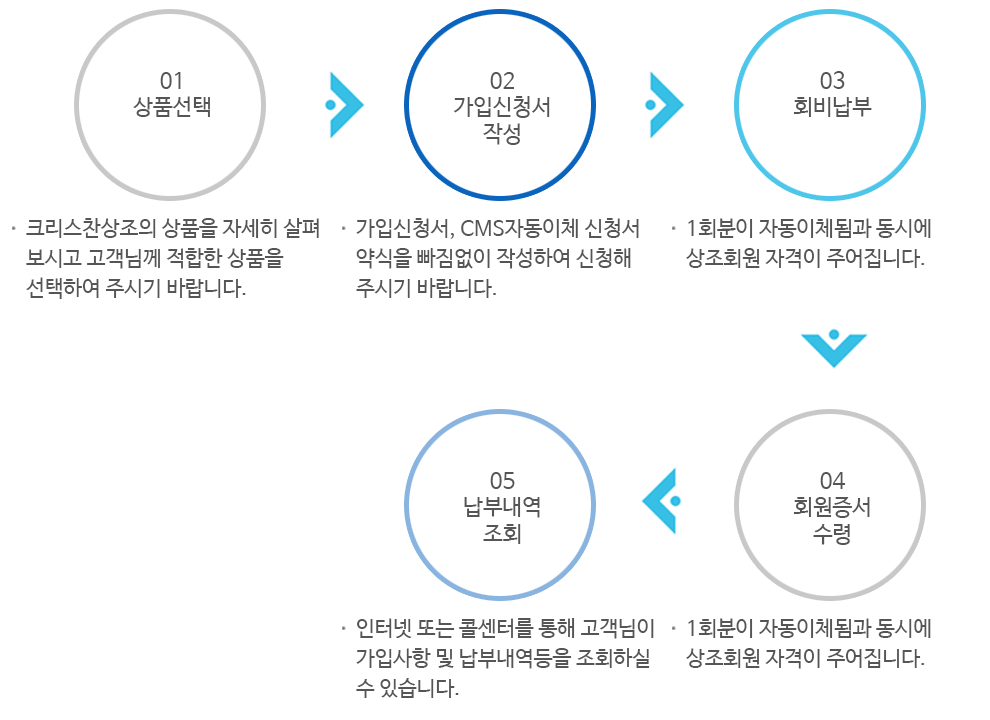 01
상품선택
· 크리스찬상조의 상품을 자세히 살펴
보시고 고객님께 적합한 상품을
선택하여 주시기 바랍니다.
02
가입신청서
작성
· 가입신청서, CMS자동이체 신청서
약식을 빠짐없이 작성하여 신청해
주시기 바랍니다.
03
회비납부
· 1회분이 자동이체됨과 동시에
상조회원 자격이 주어집니다.
04
회원증서
수령
· 1회분이 자동이체됨과 동시에
상조회원 자격이 주어집니다.
05
납부내역
조회
· 인터넷 또는 콜센터를 통해 고객님이
가입사항 및 납부내역등을 조회하실
수 있습니다.